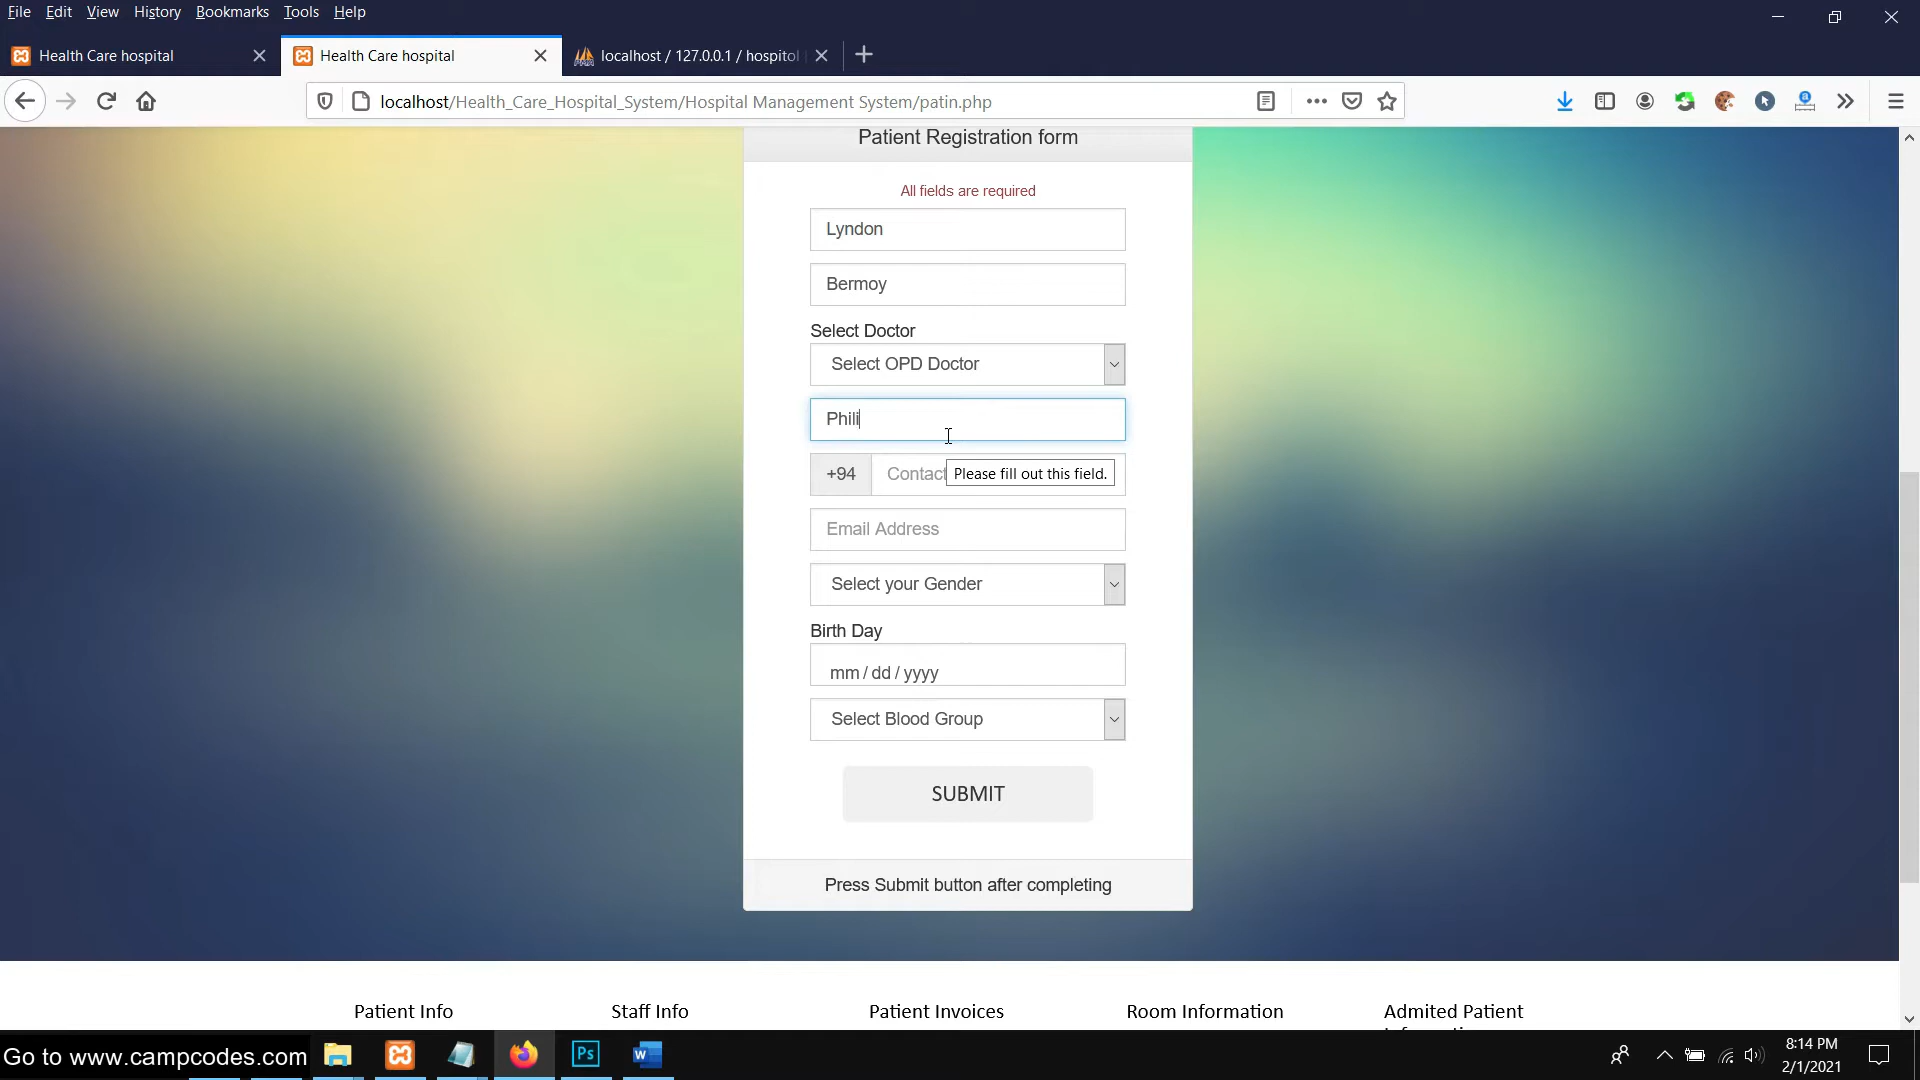 File Edit View History Bookmarks Tools Help
Health Care hospital
Health Care hospital
localhost / 127.0.0.1 / hospitol
localhost/Health_Care_Hospital_System/Hospital Management System/patin.php
Patient Registration form
All fields are required
Lyndon
Bermoy
Select Doctor
Select OPD Doctor
Phili
+94 Contact
Please fill out this field.
Email Address
Select your Gender
Birth Day
mm / dd / yyyy
Select Blood Group
SUBMIT
Press Submit button after completing
Patient Info
Staff Info
Patient Invoices
Room Information
Admited Patient
Go to www.campcodes.com
Ps
W
8:14 PM
2/1/2021